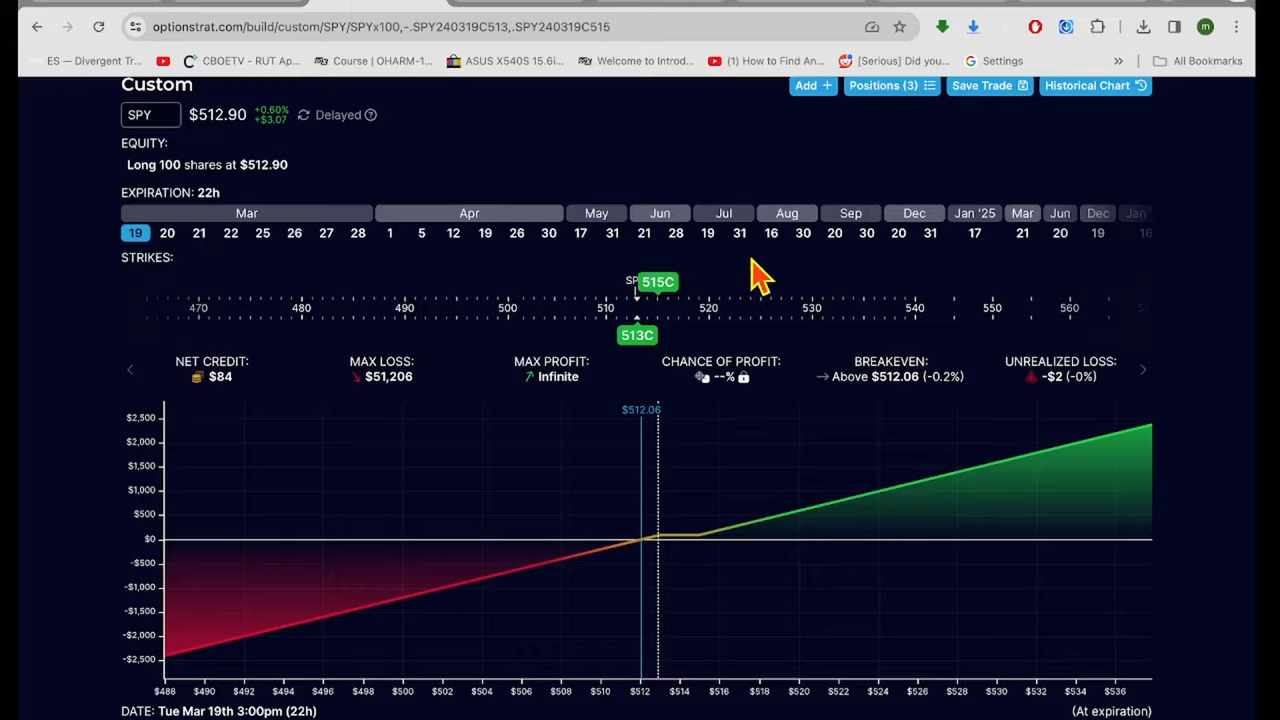 optionstrat.com/build/custom/SPY/SPYx100,-.SPY240319C513,.SPY240319C515
m
ES — Divergent Tr...
CBOETV - RUT Ap...
Course | OHARM-1...
ASUS X540S 15.6i...
Welcome to Introd...
(1) How to Find An...
[Serious] Did you...
Settings
»
All Bookmarks
Custom
Add +
Positions (3)
Save Trade
Historical Chart
SPY
$512.90
+0.60%
+$3.07
Delayed
EQUITY:
Long 100 shares at $512.90
EXPIRATION: 22h
Mar Apr May Jun Jul Aug Sep Dec Jan '25 Mar Jun Dec Jan
19 20 21 22 25 26 27 28 1 5 12 19 26 30 17 31 21 28 19 31 16 30 20 30 20 31 17 21 20 19 16
STRIKES:
515C
470 480 490 500 510 520 530 540 550 560
513C
NET CREDIT: MAX LOSS: MAX PROFIT: CHANCE OF PROFIT: BREAKEVEN: UNREALIZED LOSS:
$84 $51,206 Infinite --% Above $512.06 (-0.2%) -$2 (-0%)
$512.06
$2,500
$2,000
$1,500
$1,000
$500
$0
-$500
-$1,000
-$1,500
-$2,000
-$2,500
$488 $490 $492 $494 $496 $498 $500 $502 $504 $506 $508 $510 $512 $514 $516 $518 $520 $522 $524 $526 $528 $530 $532 $534 $536
DATE: Tue Mar 19th 3:00pm (22h)
(At expiration)